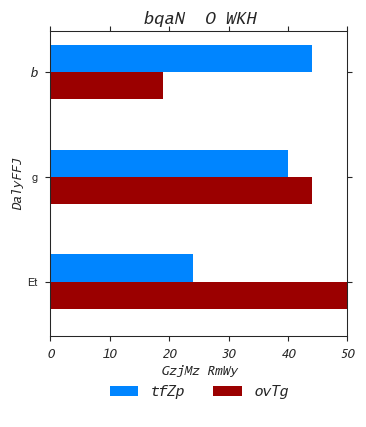 bqaN O WKH
b
g
Et
DalyFFJ
0 10 20 30 40 50
GzjMz RmWy
tfZp ovTg